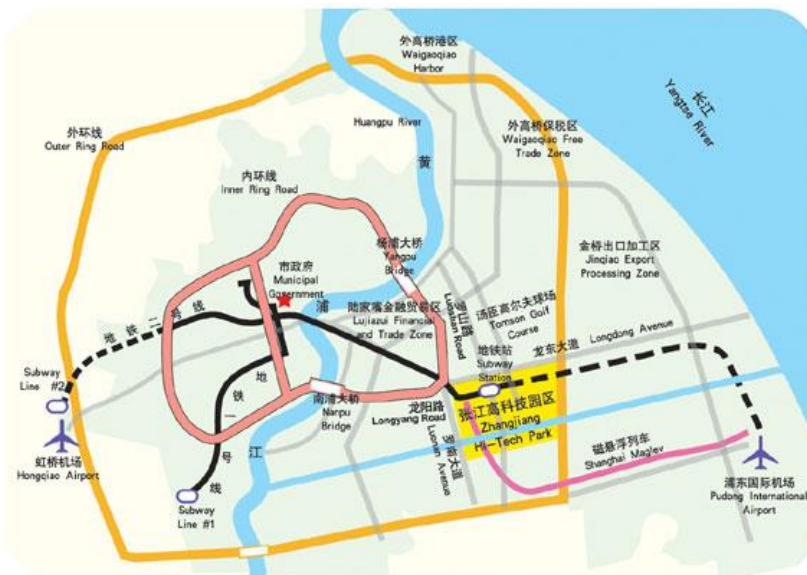 外高桥港区
Waigaoqiao
Harbor
长江
Yangtse River
Huangpu River
外环线
Outer Ring Road
外高桥保税区
Waigaoqiao Free
Trade Zone
黄
内环线
Inner Ring Road
杨浦大桥
Yangpu
Bridge
金桥出口加工区
Jinqiao Export
Processing Zone
市政府
Municipal
Government
浦
陆家嘴金融贸易区
Lujiazui Financial
and Trade Zone
罗山路
Luoshan Road
汤臣高尔夫球场
Tomson Golf
Course
地铁二号线
地铁站
Subway
Station
龙东大道
Longdong Avenue
Subway
Line #2
地铁一号线
南浦大桥
Nanpu
Bridge
龙阳路
Longyang Road
张江高科技园区
Zhangjiang
Hi-Tech Park
罗南大道
Luonan Avenue
磁悬浮列车
Shanghai Maglev
虹桥机场
Hongqiao Airport
江
浦东国际机场
Pudong International
Airport
Subway
Line #1